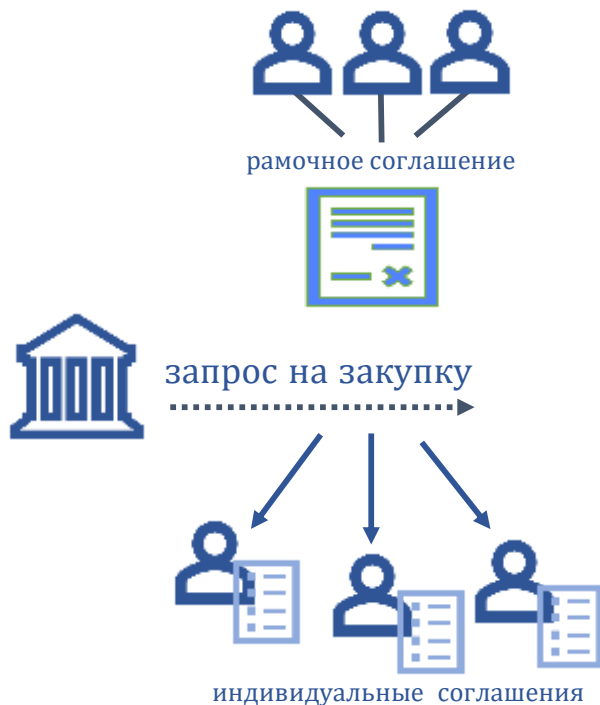 рамочное соглашение
запрос на закупку
индивидуальные соглашения